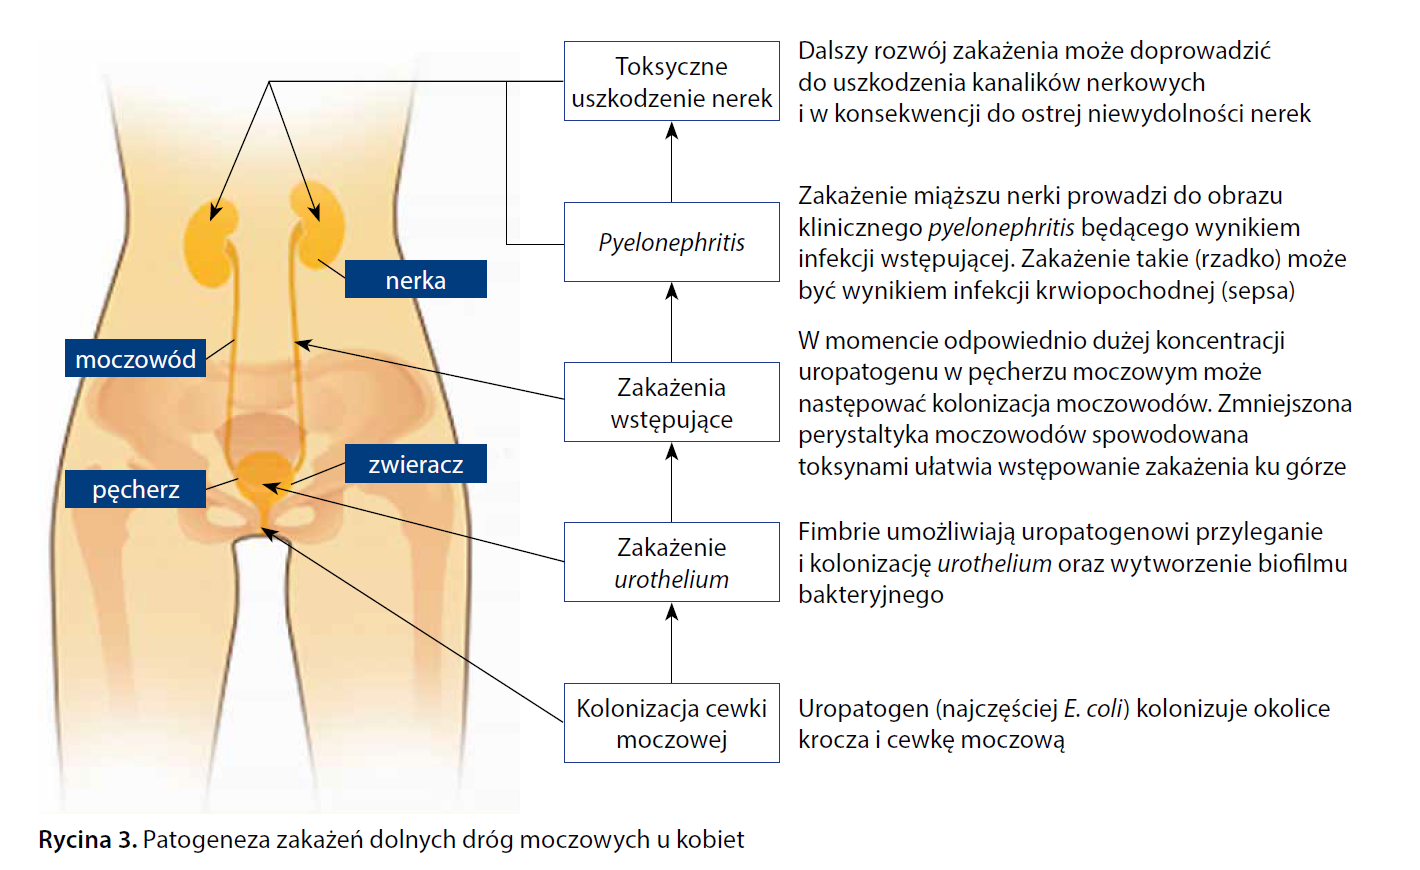 Toksyczne
uszkodzenie nerek
Dalszy rozwój zakażenia może doprowadzić
do uszkodzenia kanalików nerkowych
i w konsekwencji do ostrej niewydolności nerek
Pyelonephritis
Zakażenie miąższu nerki prowadzi do obrazu
klinicznego pyelonephritis będącego wynikiem
infekcji wstępującej. Zakażenie takie (rzadko) może
być wynikiem infekcji krwiopochodnej (sepsa)
nerka
moczowód
Zakażenia
wstępujące
W momencie odpowiednio dużej koncentracji
uropatogenu w pęcherzu moczowym może
następować kolonizacja moczowodów. Zmniejszona
perystaltyka moczowodów spowodowana
toksynami ułatwia wstępowanie zakażenia ku górze
zwieracz
pęcherz
Zakażenie
urothelium
Fimbrie umożliwiają uropatogenowi przyleganie
i kolonizację urothelium oraz wytworzenie biofilmu
bakteryjnego
Kolonizacja cewki
moczowej
Uropatogen (najczęściej E. coli) kolonizuje okolice
krocza i cewkę moczową
Rycina 3. Patogeneza zakażeń dolnych dróg moczowych u kobiet